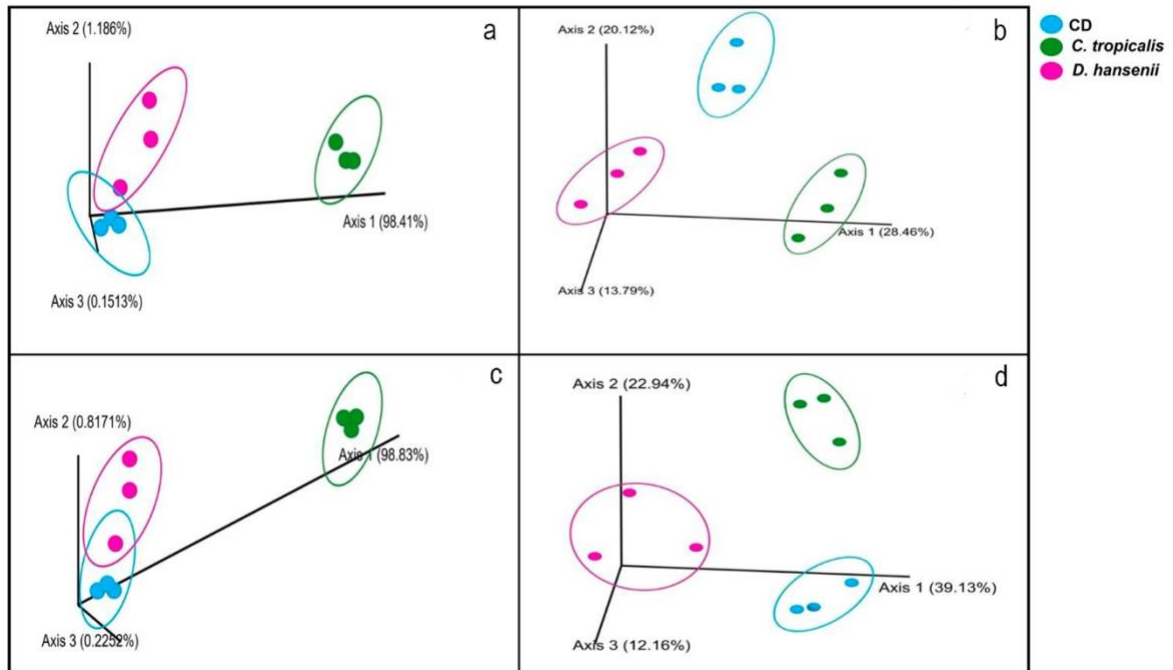 Axis 2 (1.186%)
a
Axis 1 (98.41%)
Axis 3 (0.1513%)
Axis 2 (20.12%)
b
Axis 1 (28.46%)
Axis 3 (13.79%)
CD
C. tropicalis
D. hansenii
c
Axis 2 (0.8171%)
Axis 1 (98.83%)
Axis 3 (0.2252%)
d
Axis 2 (22.94%)
Axis 1 (39.13%)
Axis 3 (12.16%)